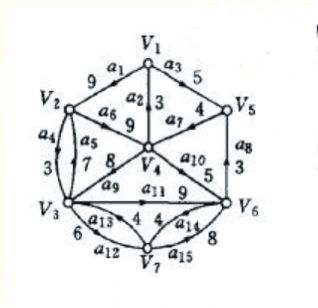 V₁
9 a₁ a₃ 5
V₂ a₂ 3 V₅
a₆ 4
a₄ a₅ 9 a₇ a₈
V₄ a₁₀
3 7 8 5 3
a₉ a₁₁ 9
V₃ V₆
a₁₃ 4 4 a₁₄
6 8
a₁₂ V₇ a₁₅